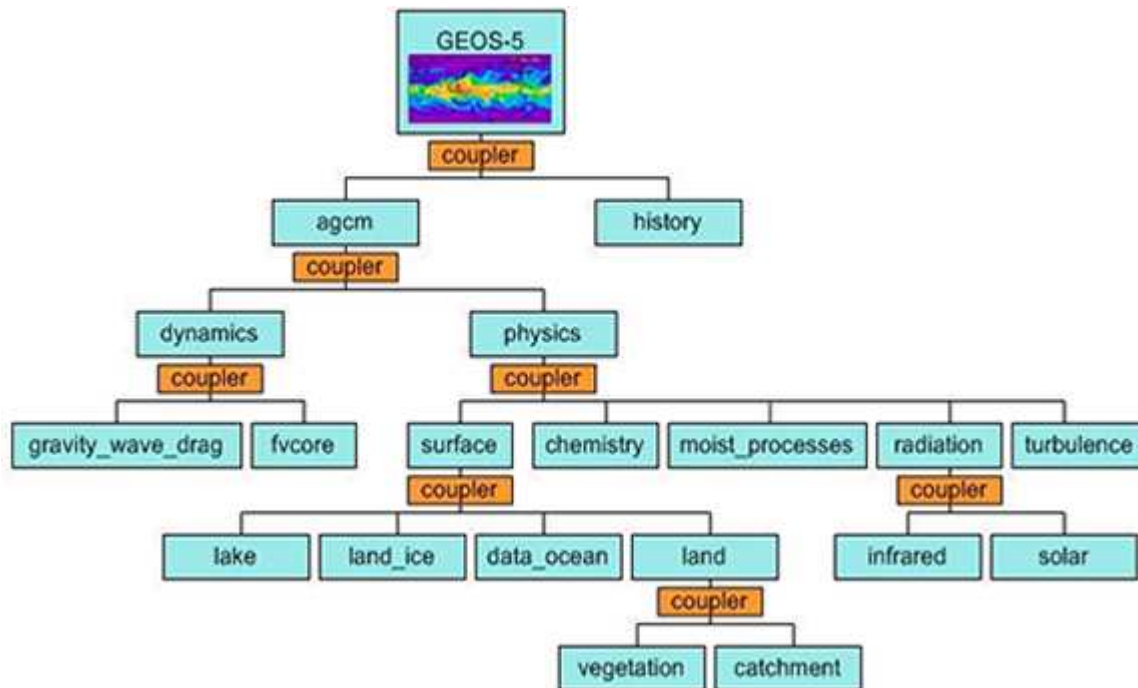 GEOS-5
coupler
agcm
history
coupler
dynamics
physics
coupler
coupler
gravity_wave_drag
fvcore
surface
chemistry
moist_processes
radiation
turbulence
coupler
coupler
lake
land_ice
data_ocean
land
infrared
solar
coupler
vegetation
catchment